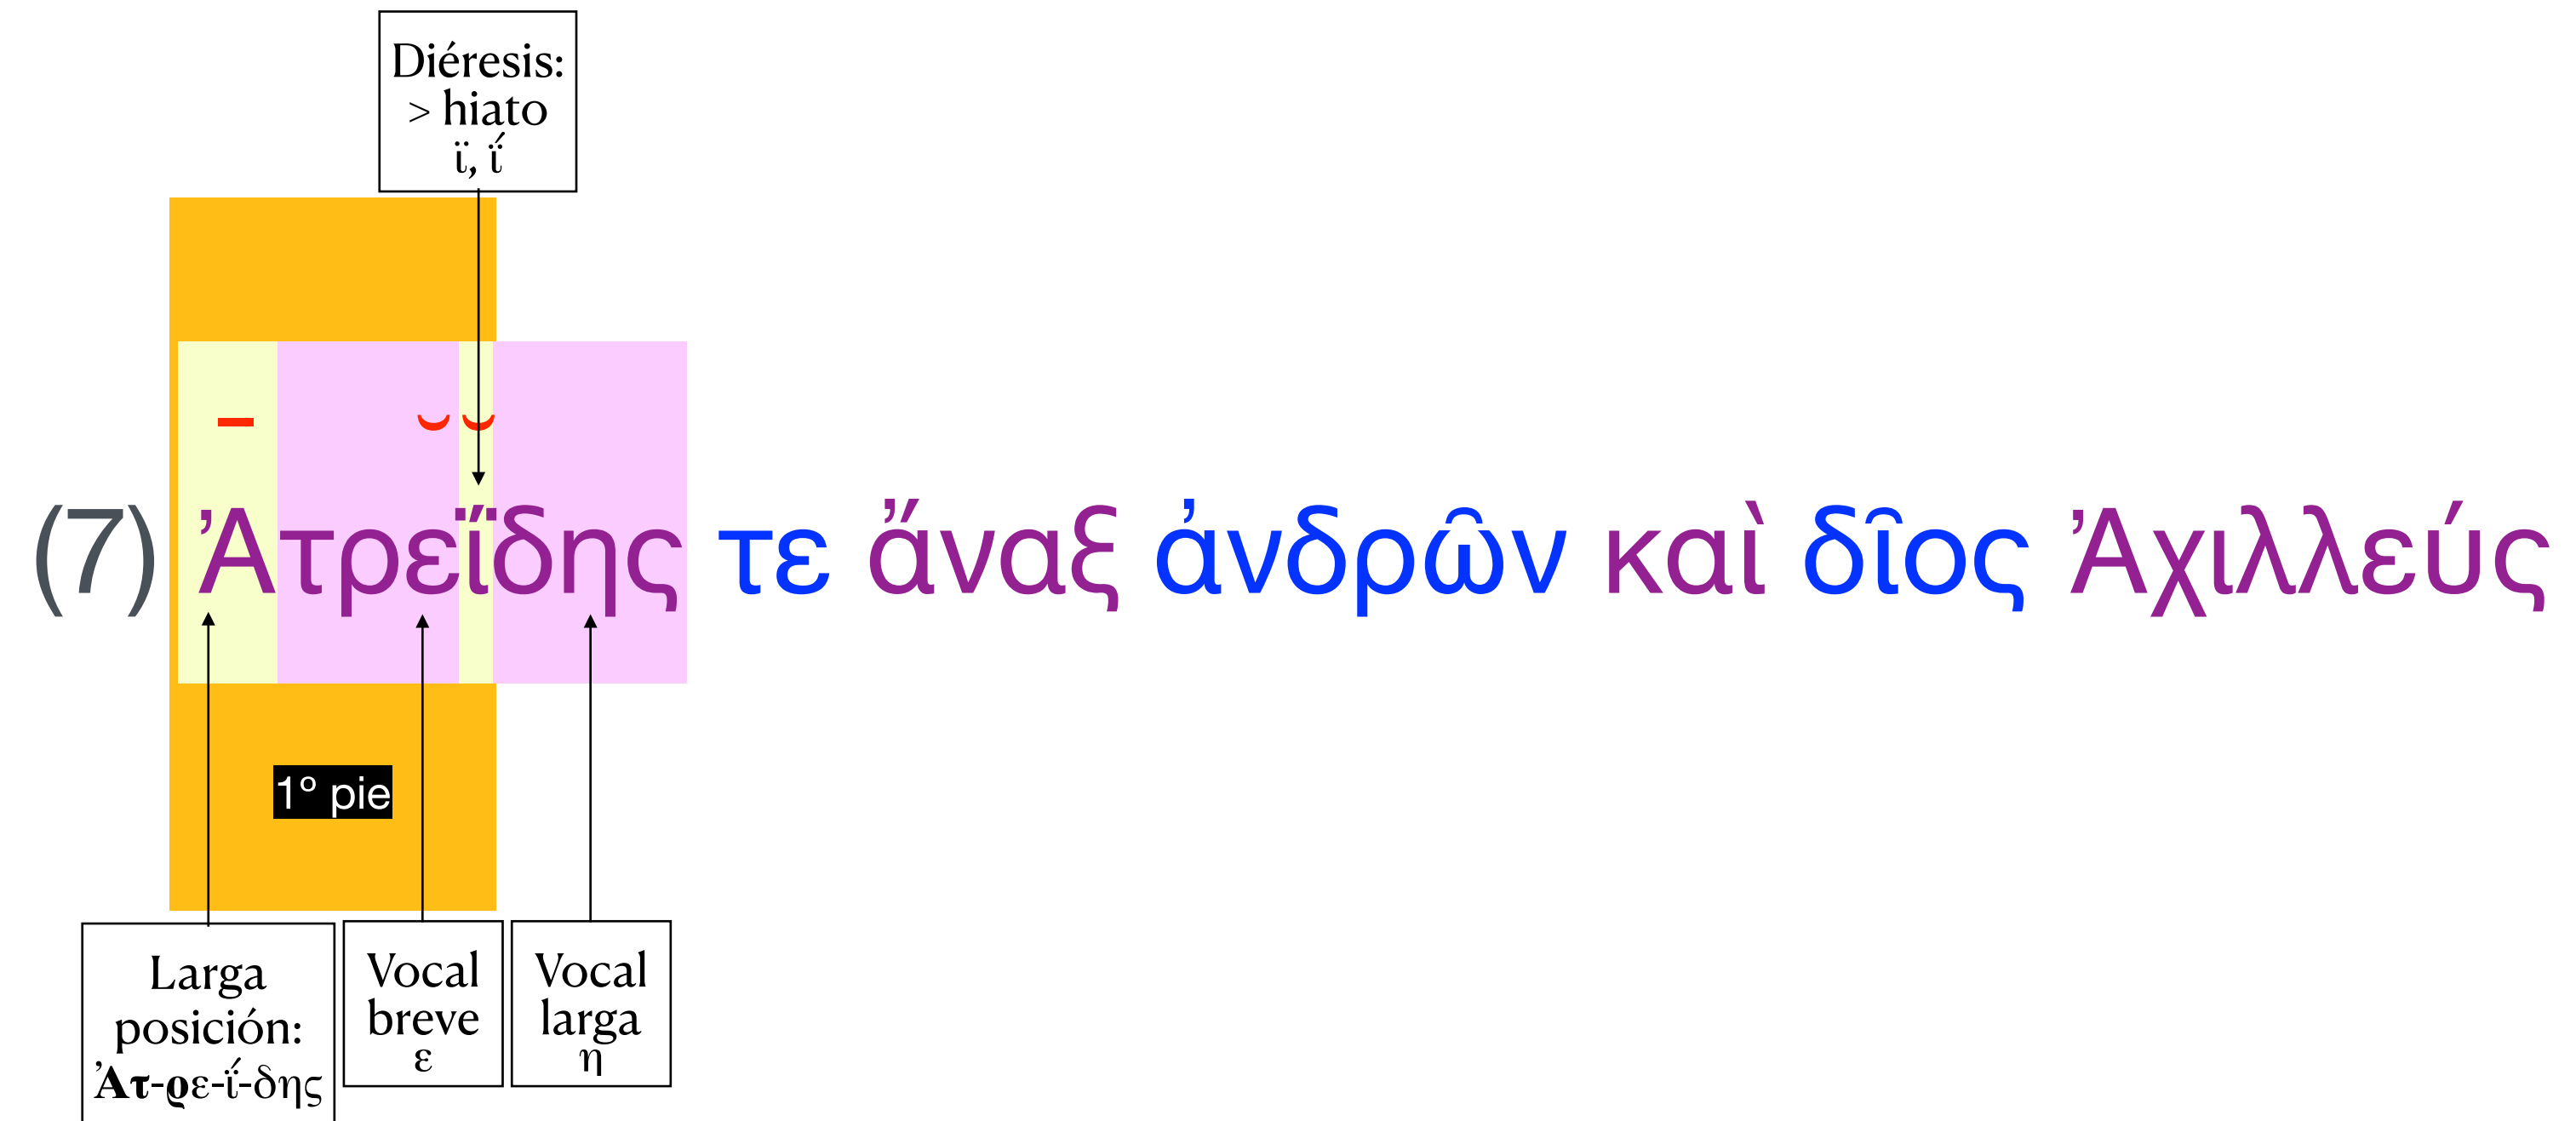 Diéresis:
> hiato
ϊ, ΐ
– ⏑ ⏑
(7) Ἀτρεΐδης τε ἄναξ ἀνδρῶν καὶ δῖος Ἀχιλλεύς
1º pie
Larga
posición:
Ἀτ-ρε-ΐ-δης
Vocal
breve
ε
Vocal
larga
η